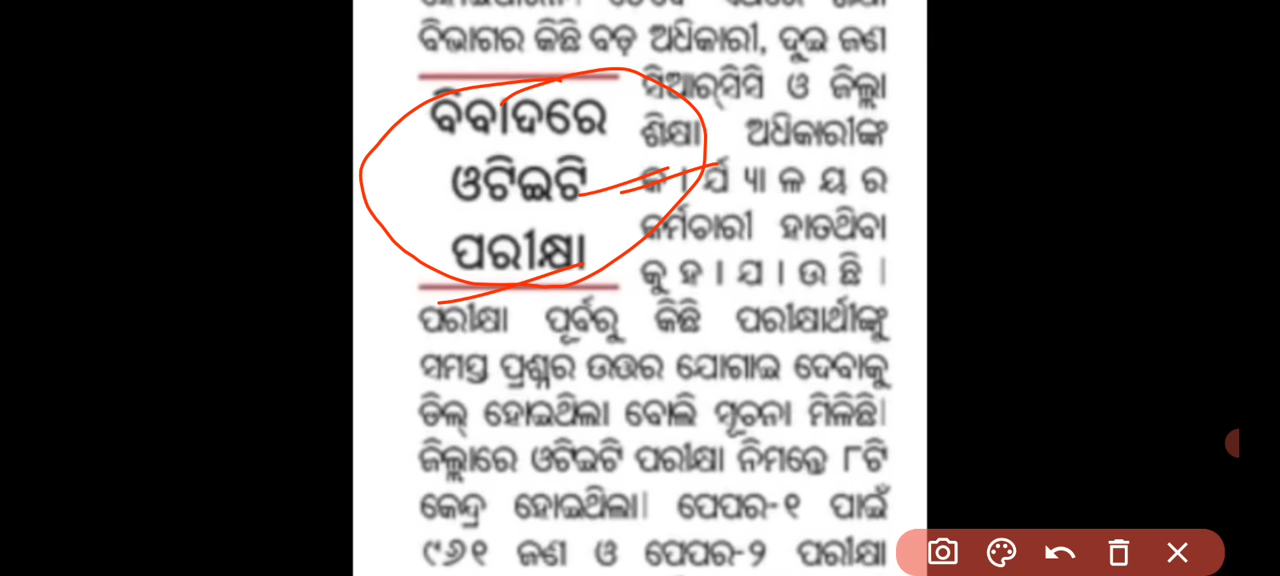 ବିଭାଗର କିଛି ବଡ଼ ଅଧିକାରୀ, ଦୁଇ ଜଣ
ସିଆର୍‌ସିସି ଓ ଜିଲ୍ଲା
ଶିକ୍ଷା ଅଧିକାରୀଙ୍କ
କାର୍ଯ୍ୟାଳୟର
କର୍ମଚାରୀ ହାତଥିବା
କୁହାଯାଉଛି।
ବିବାଦରେ
ଓଟିଇଟି
ପରୀକ୍ଷା
ପରୀକ୍ଷା ପୂର୍ବରୁ କିଛି ପରୀକ୍ଷାର୍ଥୀଙ୍କୁ
ସମସ୍ତ ପ୍ରଶ୍ନର ଉତ୍ତର ଯୋଗାଇ ଦେବାକୁ
ଡିଲ୍ ହୋଇଥିଲା ବୋଲି ସୂଚନା ମିଳିଛି।
ଜିଲ୍ଲାରେ ଓଟିଇଟି ପରୀକ୍ଷା ନିମନ୍ତେ ୮ଟି
କେନ୍ଦ୍ର ହୋଇଥିଲା। ପେପର-୧ ପାଇଁ
୯୬୧ ଜଣ ଓ ପେପର-୨ ପରୀକ୍ଷା